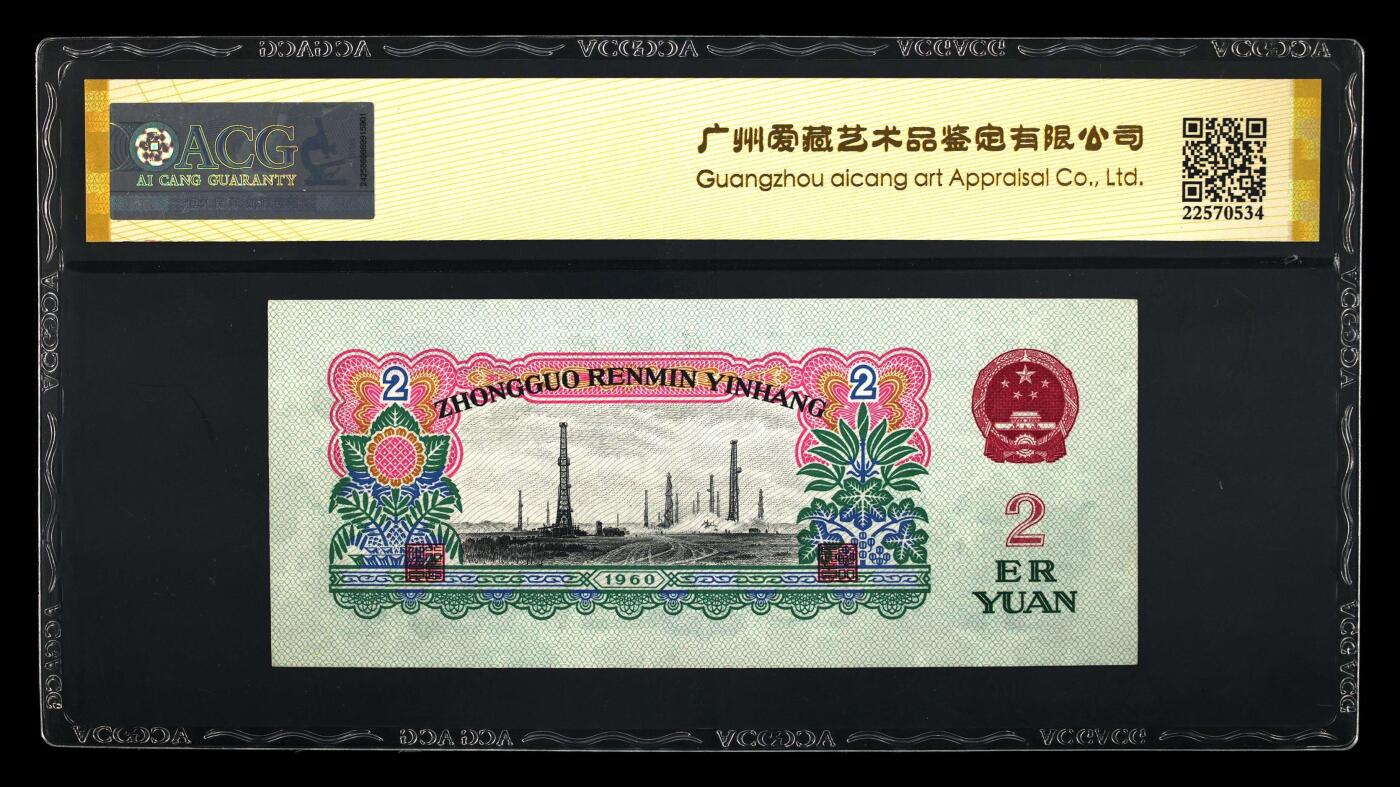 ACG
AI CANG GUARANTY
广州爱藏艺术品鉴定有限公司
Guangzhou aicang art Appraisal Co., Ltd.
22570534
2
ZHONGGUO RENMIN YINHANG
2
1960
2
ER
YUAN